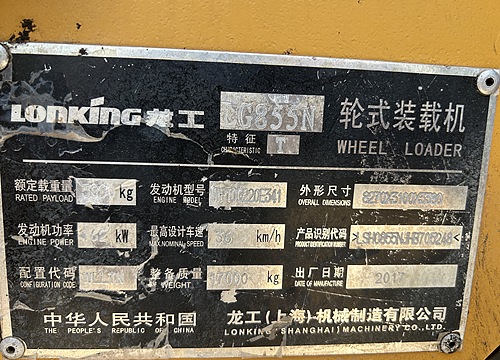 LONKING 龙工 LG855N 轮式装载机
特征 T
CHARACTERISTIC
WHEEL LOADER
额定载重量 kg 发动机型号 外形尺寸
RATED PAYLOAD ENGINE MODEL OVERALL DIMENSIONS
发动机功率 kW 最高设计车速 km/h 产品识别代码
ENGINE POWER MAX.NOMINAL SPEED PRODUCT IDENTIFICATION NUMBER
配置代码 整备质量 kg 出厂日期
CONFIGURATION CODE WEIGHT DATE OF MANUFACTURE
中华人民共和国 龙工(上海)机械制造有限公司
THE PEOPLE'S REPUBLIC OF CHINA LONKING(SHANGHAI)MACHINERY CO.,LTD.